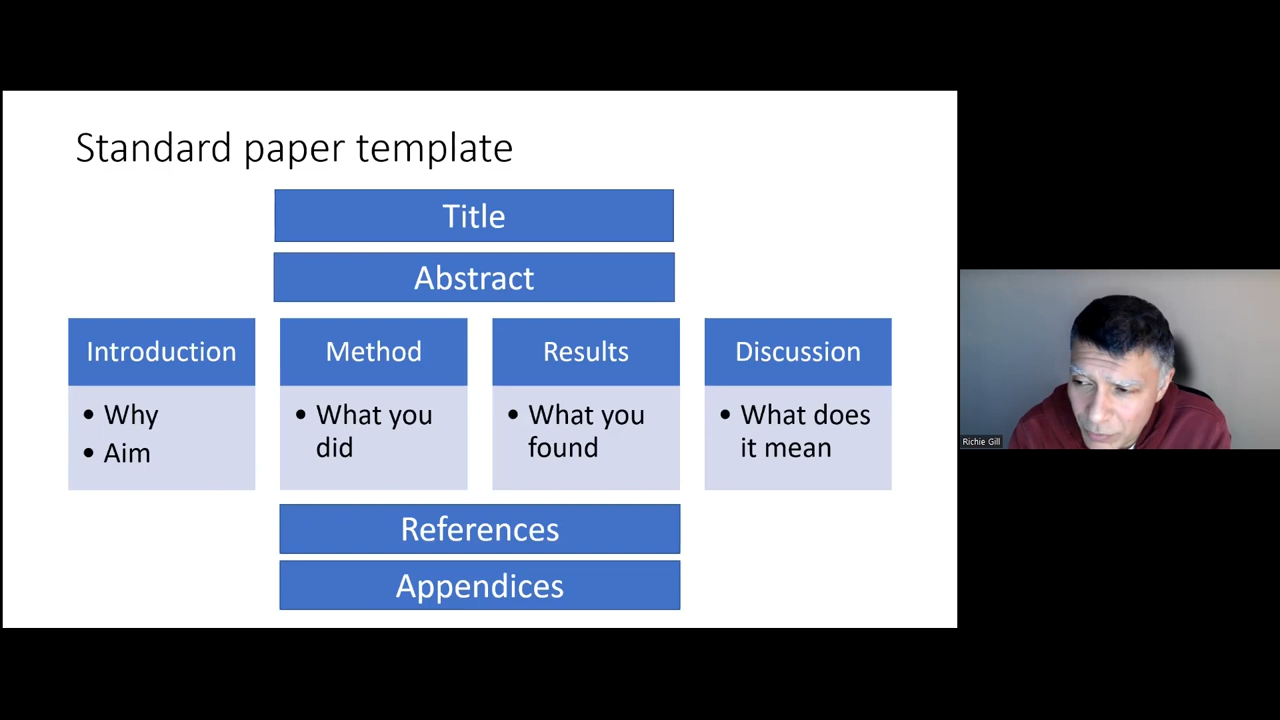 Standard paper template
Title
Abstract
Introduction
• Why
• Aim
Method
• What you
did
Results
• What you
found
Discussion
• What does
it mean
References
Appendices
Richie Gill